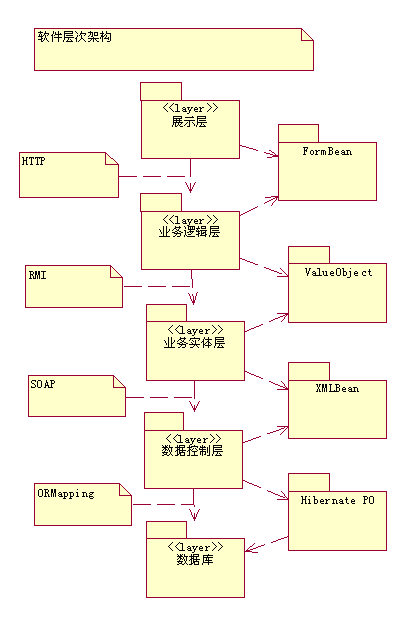 软件层次架构
<<layer>>
展示层
FormBean
HTTP
<<layer>>
业务逻辑层
ValueObject
RMI
<<layer>>
业务实体层
XMLBean
SOAP
<<layer>>
数据控制层
Hibernate PO
ORMapping
<<layer>>
数据库